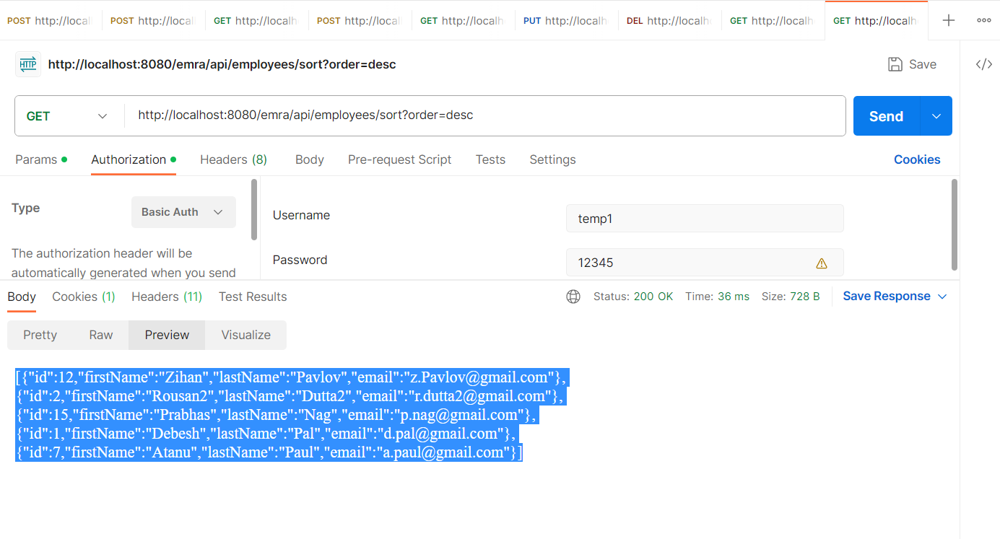 POST http://local
POST http://local
GET http://localh
POST http://local
GET http://localh
PUT http://localh
DEL http://localho
GET http://localh
GET http://localh
HTTP http://localhost:8080/emra/api/employees/sort?order=desc
Save
GET http://localhost:8080/emra/api/employees/sort?order=desc
Send
Params
Authorization
Headers (8)
Body
Pre-request Script
Tests
Settings
Cookies
Type
Basic Auth
The authorization header will be
automatically generated when you send
Username
temp1
Password
12345
Body
Cookies (1)
Headers (11)
Test Results
Status: 200 OK
Time: 36 ms
Size: 728 B
Save Response
Pretty
Raw
Preview
Visualize
[{"id":12,"firstName":"Zihan","lastName":"Pavlov","email":"z.Pavlov@gmail.com"},
{"id":2,"firstName":"Rousan2","lastName":"Dutta2","email":"r.dutta2@gmail.com"},
{"id":15,"firstName":"Prabhas","lastName":"Nag","email":"p.nag@gmail.com"},
{"id":1,"firstName":"Debesh","lastName":"Pal","email":"d.pal@gmail.com"},
{"id":7,"firstName":"Atanu","lastName":"Paul","email":"a.paul@gmail.com"}]